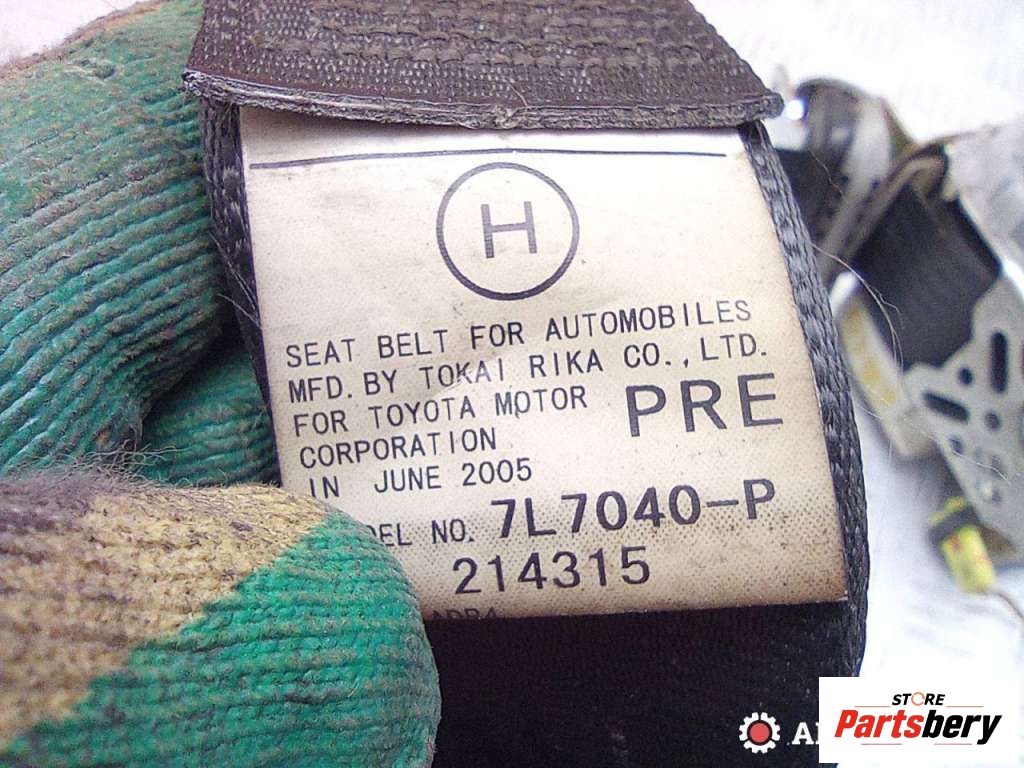 H
SEAT BELT FOR AUTOMOBILES
MFD. BY TOKAI RIKA CO., LTD.
FOR TOYOTA MOTOR
PRE
CORPORATION
IN JUNE 2005
DEL NO. 7L7040-P
214315
STORE
Partsbery